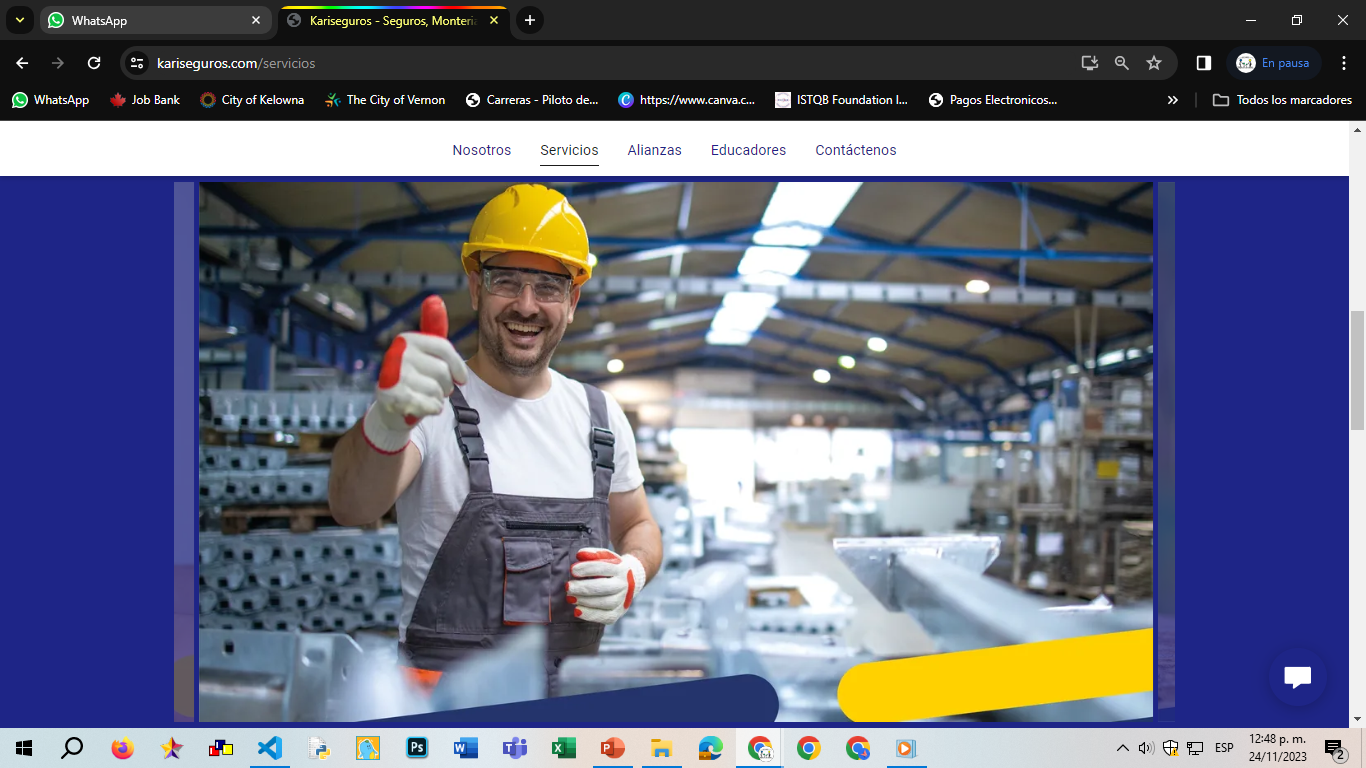 WhatsApp
Kariseguros - Seguros, Monteria
kariseguros.com/servicios
En pausa
WhatsApp
Job Bank
City of Kelowna
The City of Vernon
Carreras - Piloto de...
https://www.canva.c...
ISTQB Foundation l...
Pagos Electronicos...
Todos los marcadores
Nosotros
Servicios
Alianzas
Educadores
Contáctenos
Ps
ESP
12:48 p. m.
24/11/2023
2